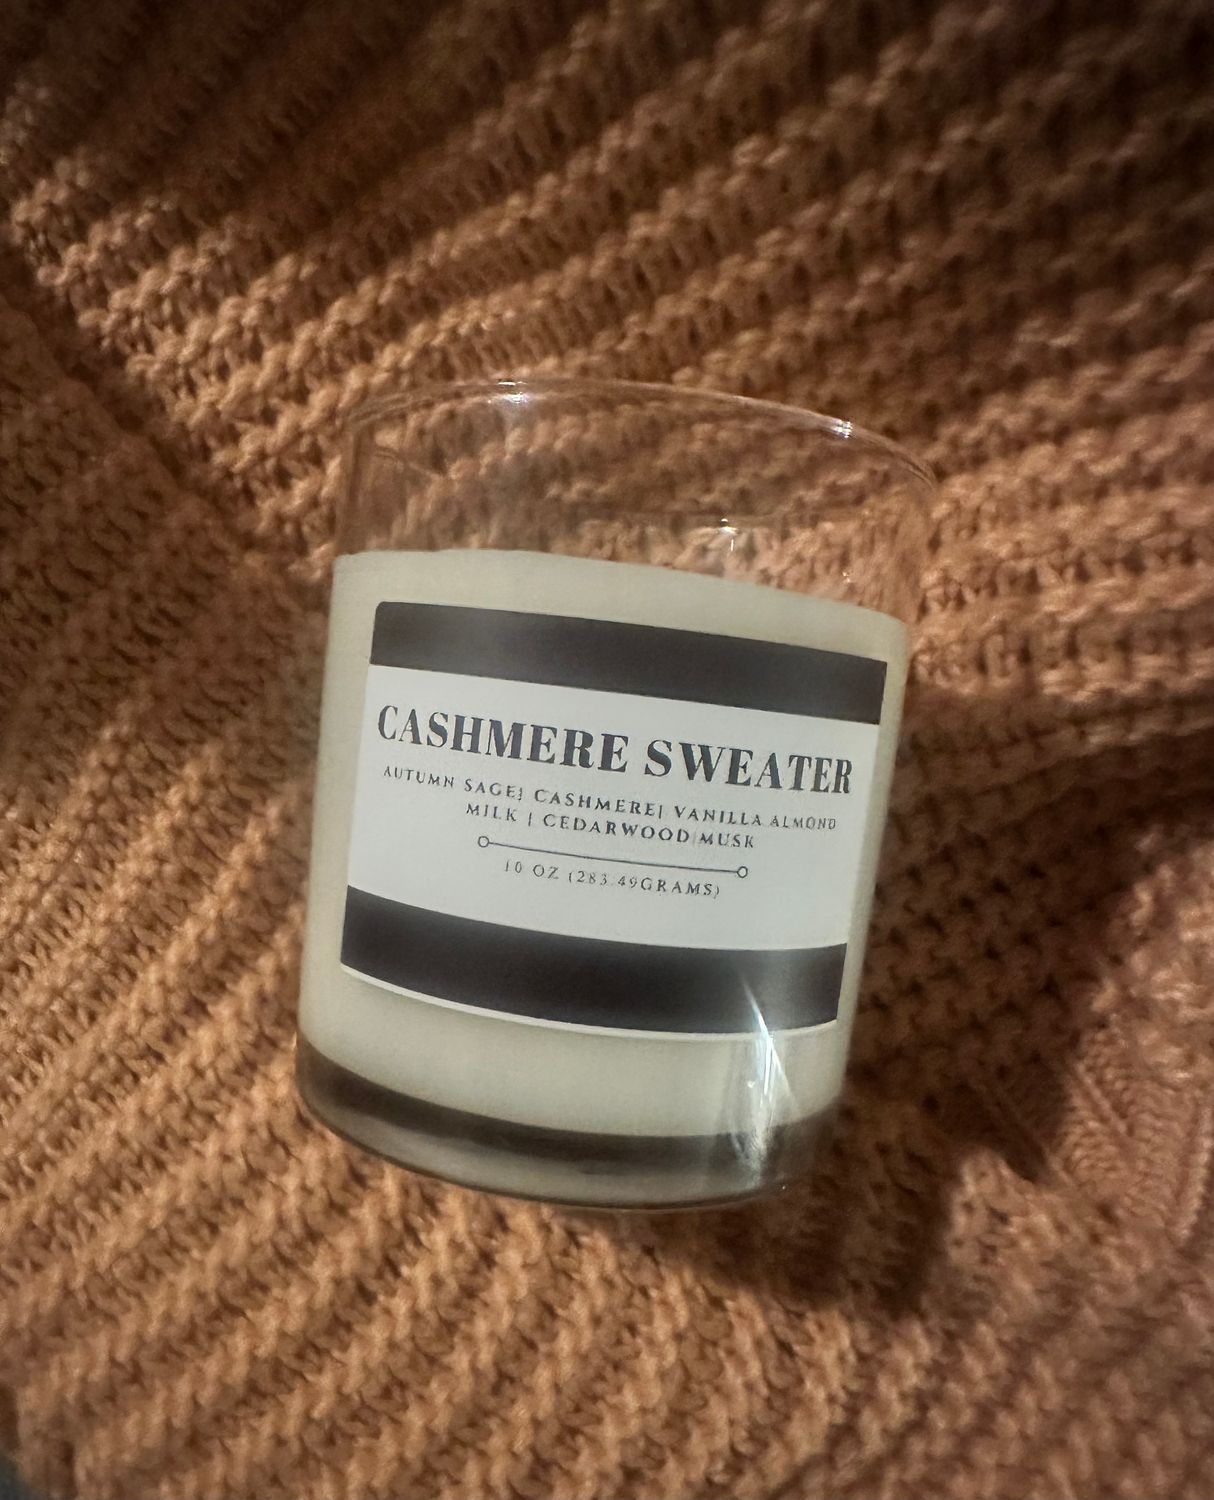 CASHMERE SWEATER
AUTUMN SAGE| CASHMERE| VANILLA ALMOND
MILK | CEDARWOOD MUSK
10 OZ (283.49GRAMS)